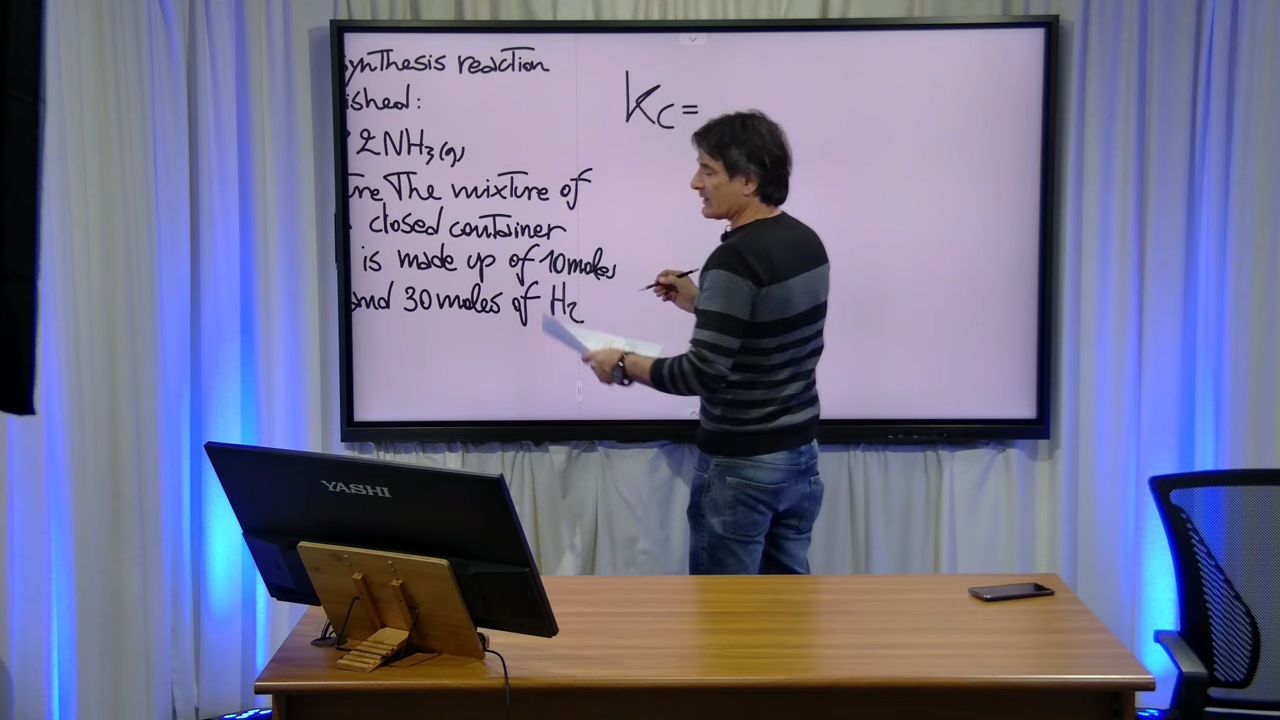 ynthesis reaction
ished:
2NH3(g)
re The mixture of
closed container
is made up of 10 moles
and 30 moles of H2
Kc=
YASHI